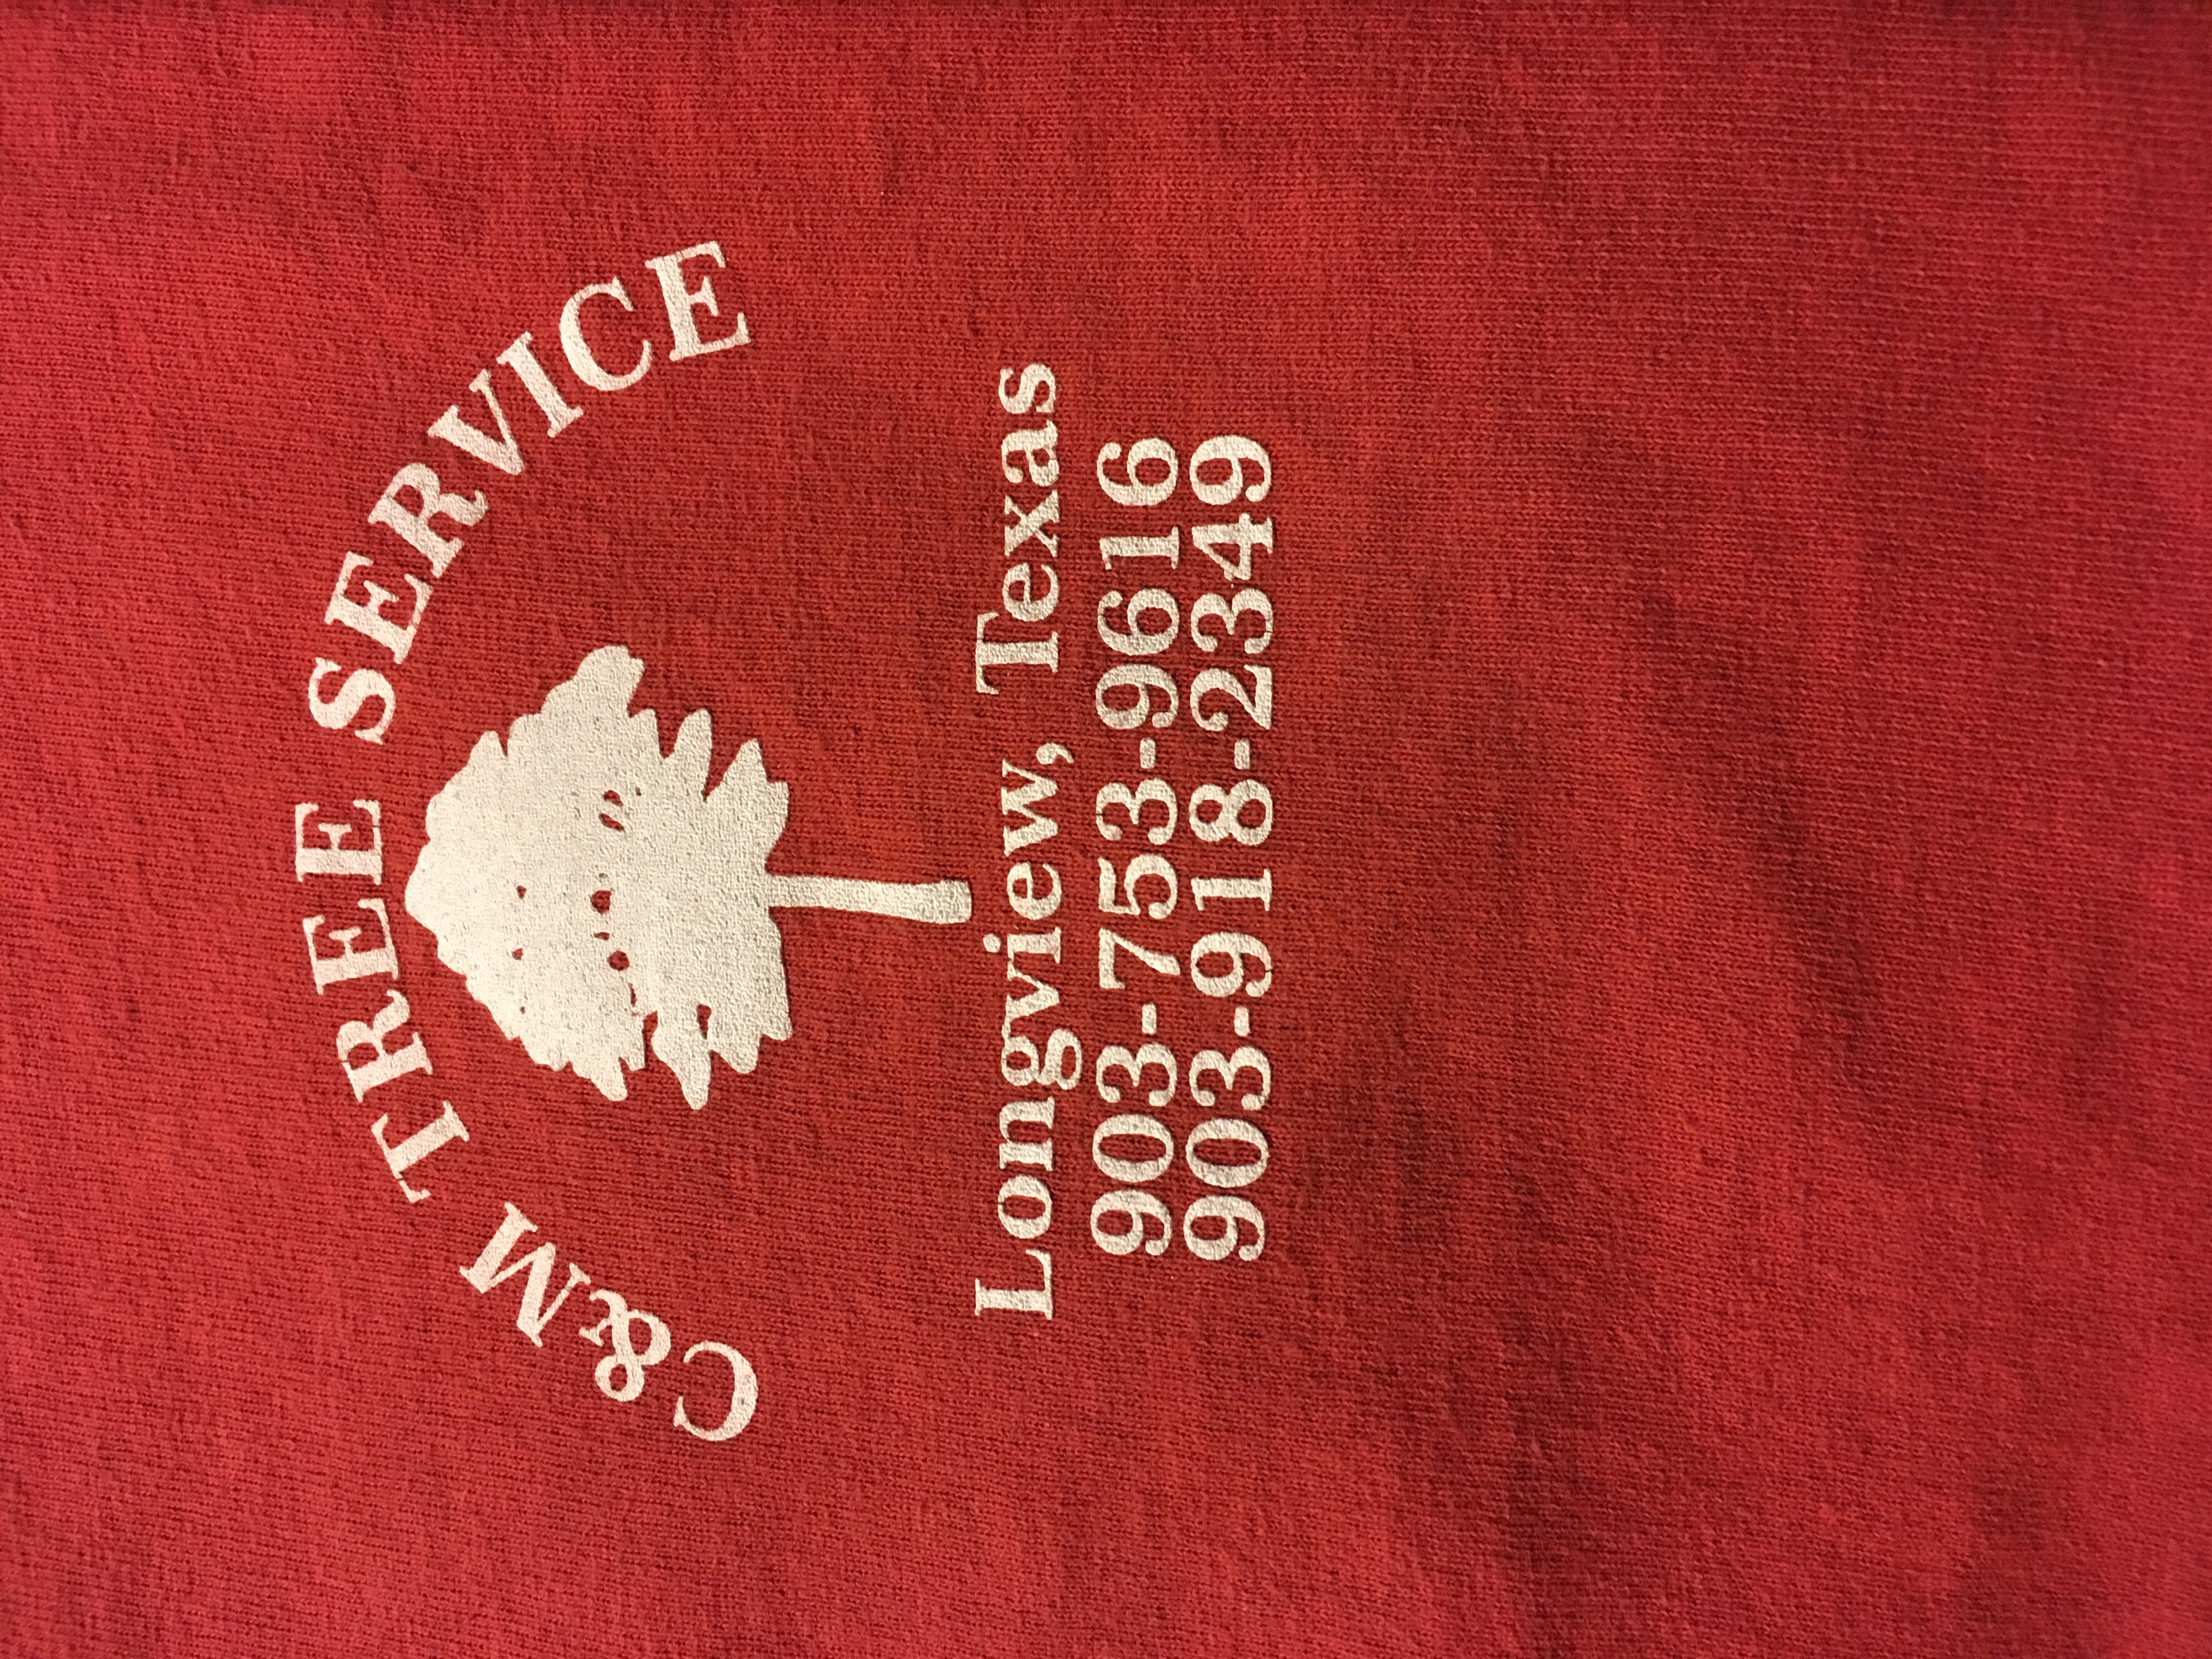 C&M TREE SERVICE
Longview, Texas
903-753-9616
903-918-2349